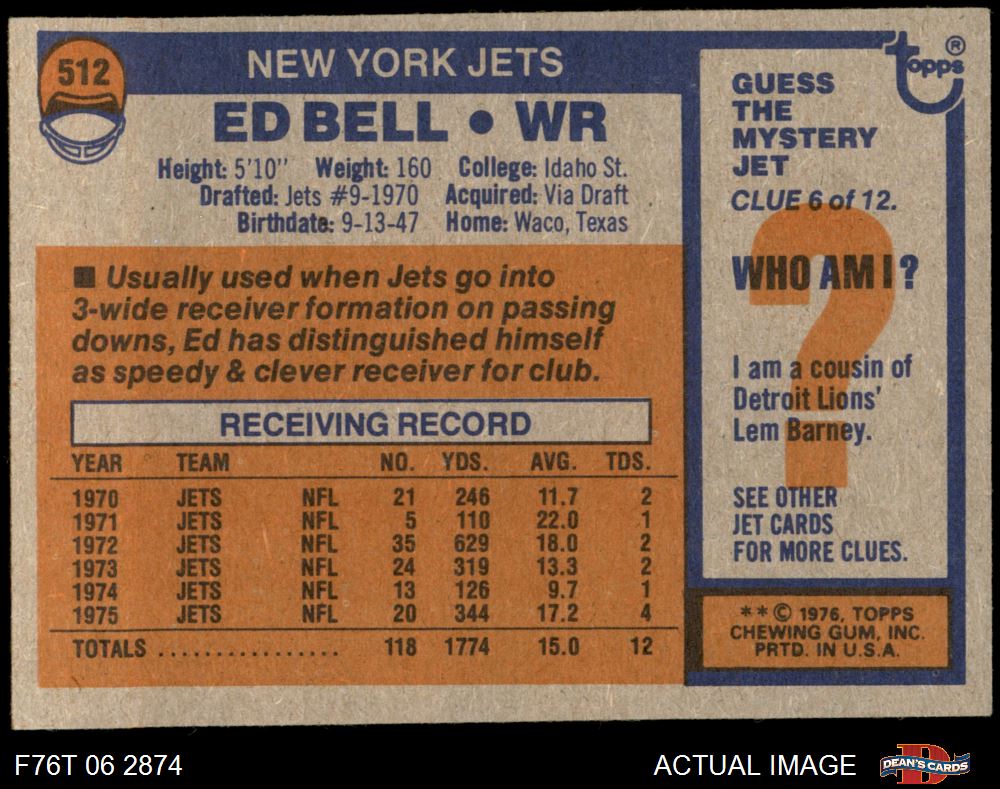 512
NEW YORK JETS
ED BELL • WR
Height: 5'10" Weight: 160 College: Idaho St.
Drafted: Jets #9-1970 Acquired: Via Draft
Birthdate: 9-13-47 Home: Waco, Texas
■ Usually used when Jets go into
3-wide receiver formation on passing
downs, Ed has distinguished himself
as speedy & clever receiver for club.
RECEIVING RECORD
YEAR TEAM NO. YDS. AVG. TDS.
1970 JETS NFL 21 246 11.7 2
1971 JETS NFL 5 110 22.0 1
1972 JETS NFL 35 629 18.0 2
1973 JETS NFL 24 319 13.3 2
1974 JETS NFL 13 126 9.7 1
1975 JETS NFL 20 344 17.2 4
TOTALS ................ 118 1774 15.0 12
topps ®
GUESS
THE
MYSTERY
JET
CLUE 6 of 12.
?
WHO AM I ?
I am a cousin of
Detroit Lions'
Lem Barney.
SEE OTHER
JET CARDS
FOR MORE CLUES.
* * © 1976, TOPPS
CHEWING GUM, INC.
PRTD. IN U.S.A.
F76T 06 2874
ACTUAL IMAGE
D
DEAN'S CARDS